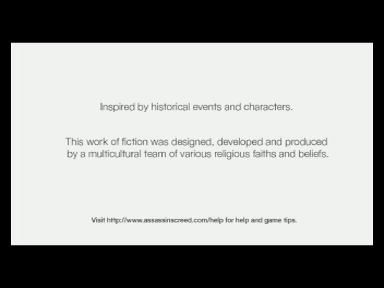 Inspired by historical events and characters.
This work of fiction was designed, developed and produced
by a multicultural team of various religious faiths and beliefs.
Visit http://www.assassinscreed.com/help for help and game tips.